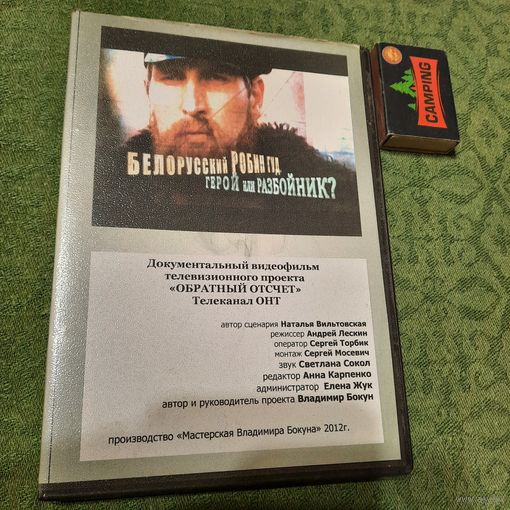 БЕЛОРУССКИЙ РОБИН ГУД
ГЕРОЙ ИЛИ РАЗБОЙНИК?
Документальный видеофильм
телевизионного проекта
«ОБРАТНЫЙ ОТСЧЕТ»
Телеканал ОНТ
автор сценария Наталья Вильтовская
режиссер Андрей Лескин
оператор Сергей Торбик
монтаж Сергей Мосевич
звук Светлана Сокол
редактор Анна Карпенко
администратор Елена Жук
автор и руководитель проекта Владимир Бокун
производство «Мастерская Владимира Бокуна» 2012г.
CAMPING